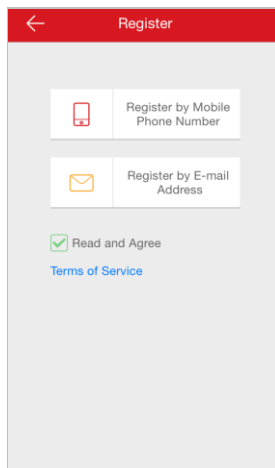 Register
Register by Mobile
Phone Number
Register by E-mail
Address
Read and Agree
Terms of Service